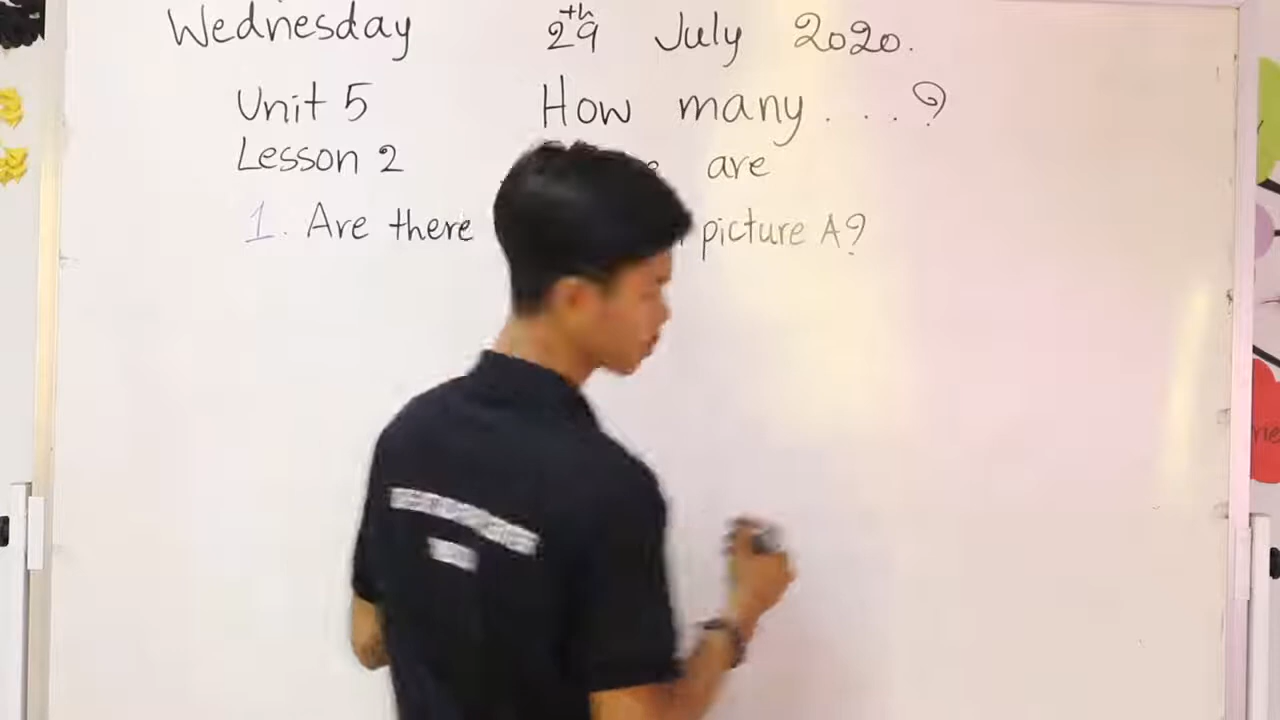 Wednesday 29th July 2020.
Unit 5 How many . . . ?
Lesson 2 are
1. Are there picture A?